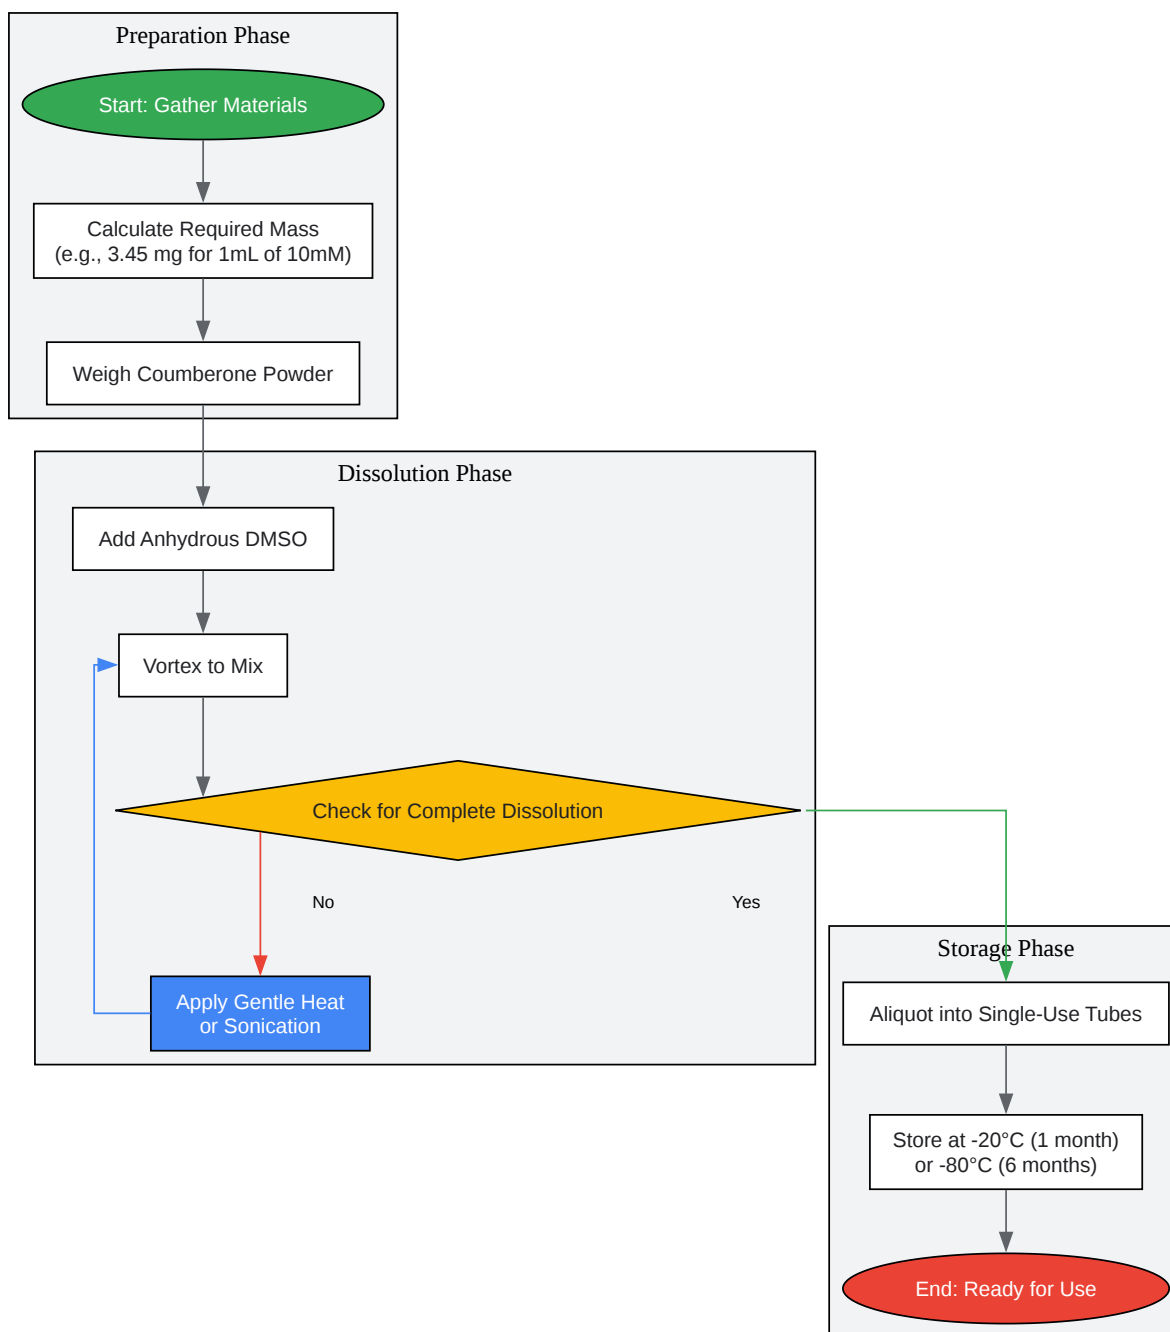 Preparation Phase
Start: Gather Materials
Calculate Required Mass
(e.g., 3.45 mg for 1mL of 10mM)
Weigh Coumberone Powder
Dissolution Phase
Add Anhydrous DMSO
Vortex to Mix
Check for Complete Dissolution
No
Yes
Apply Gentle Heat
or Sonication
Storage Phase
Aliquot into Single-Use Tubes
Store at -20°C (1 month)
or -80°C (6 months)
End: Ready for Use